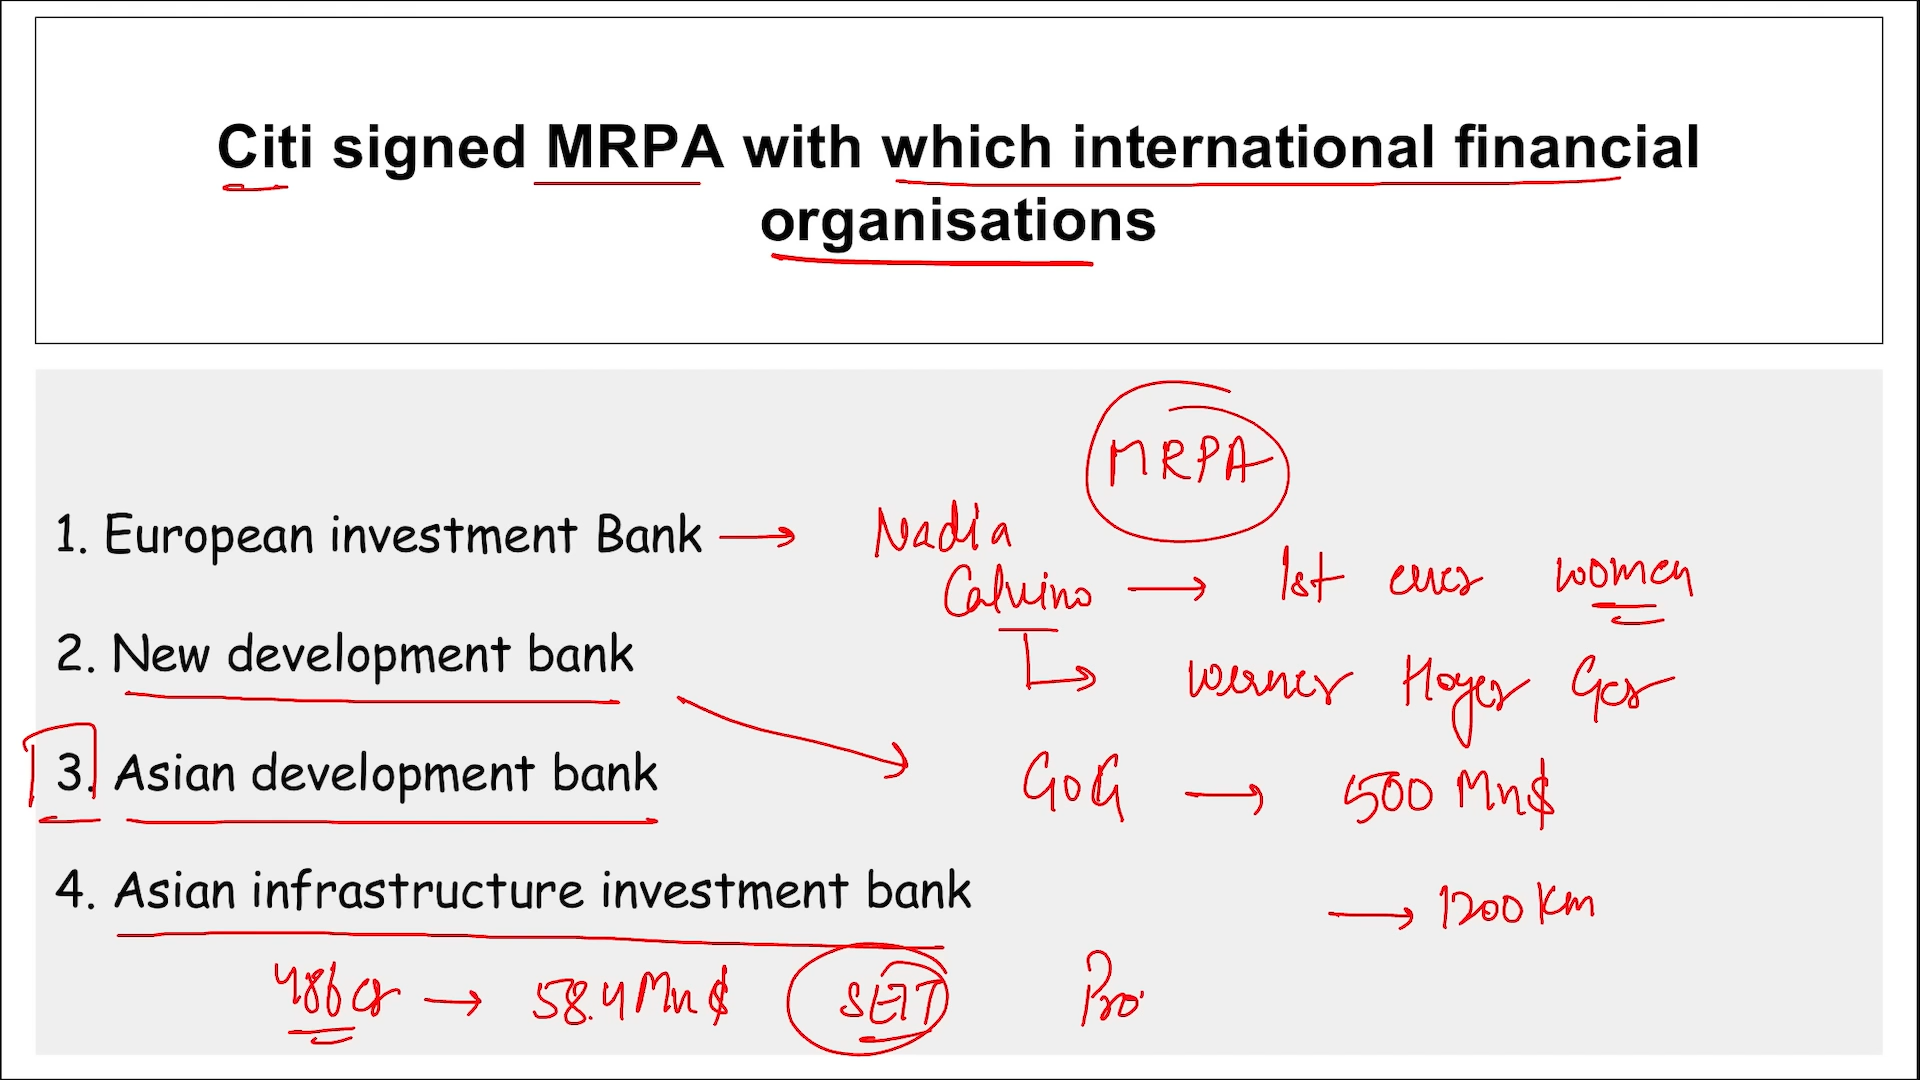 Citi signed MRPA with which international financial
organisations
MRPA
1. European investment Bank → Nadia
Calvino → 1st ever women
2. New development bank
Werner Hoyer Ger
3. Asian development bank
GoG → 500 Mn$
4. Asian infrastructure investment bank
→ 1200 Km
486 cr → 58.4 Mn $ SEIT Pro